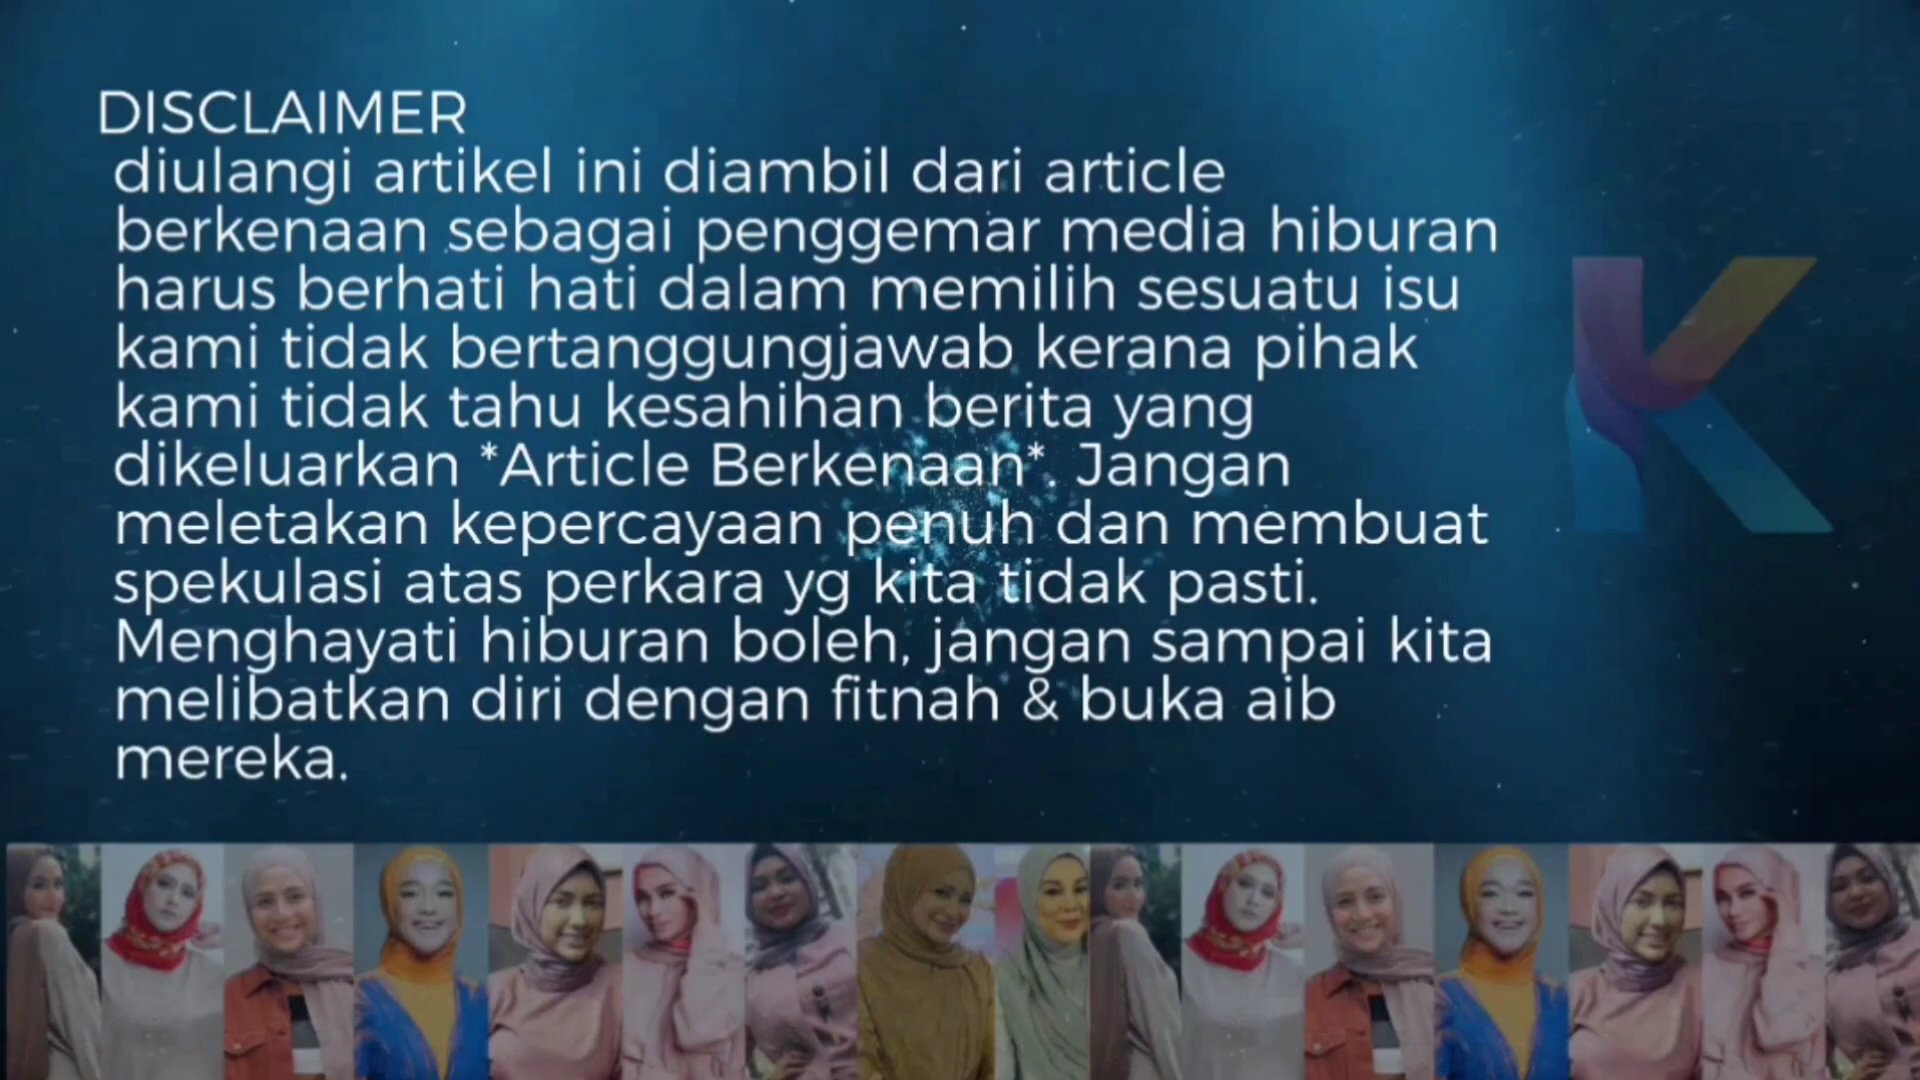 DISCLAIMER
diulangi artikel ini diambil dari article
berkenaan sebagai penggemar media hiburan
harus berhati hati dalam memilih sesuatu isu
kami tidak bertanggungjawab kerana pihak
kami tidak tahu kesahihan berita yang
dikeluarkan *Article Berkenaan*. Jangan
meletakan kepercayaan penuh dan membuat
spekulasi atas perkara yg kita tidak pasti.
Menghayati hiburan boleh, jangan sampai kita
melibatkan diri dengan fitnah & buka aib
mereka.
K